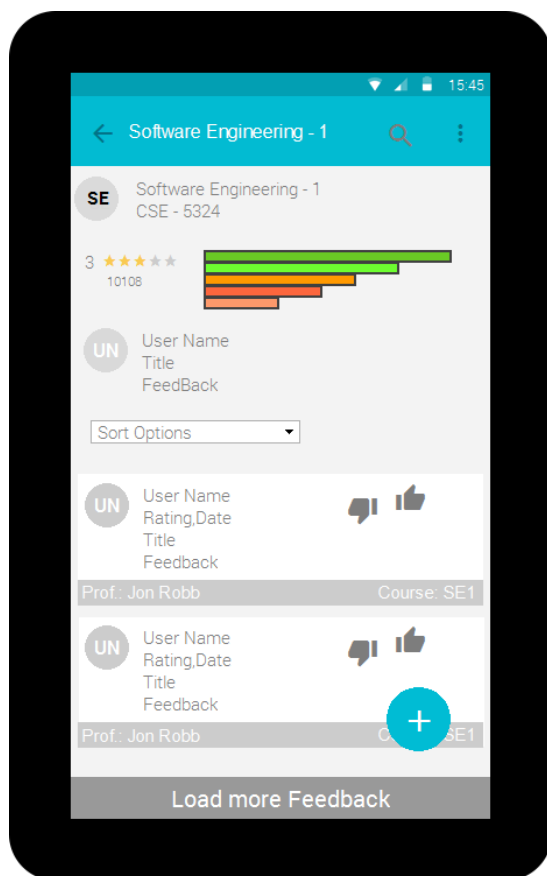 15:45
Software Engineering - 1
SE
Software Engineering - 1
CSE - 5324
3
10108
UN
User Name
Title
FeedBack
Sort Options
UN
User Name
Rating,Date
Title
Feedback
Prof.: Jon Robb Course: SE1
UN
User Name
Rating,Date
Title
Feedback
+
Prof.: Jon Robb C SE1
Load more Feedback